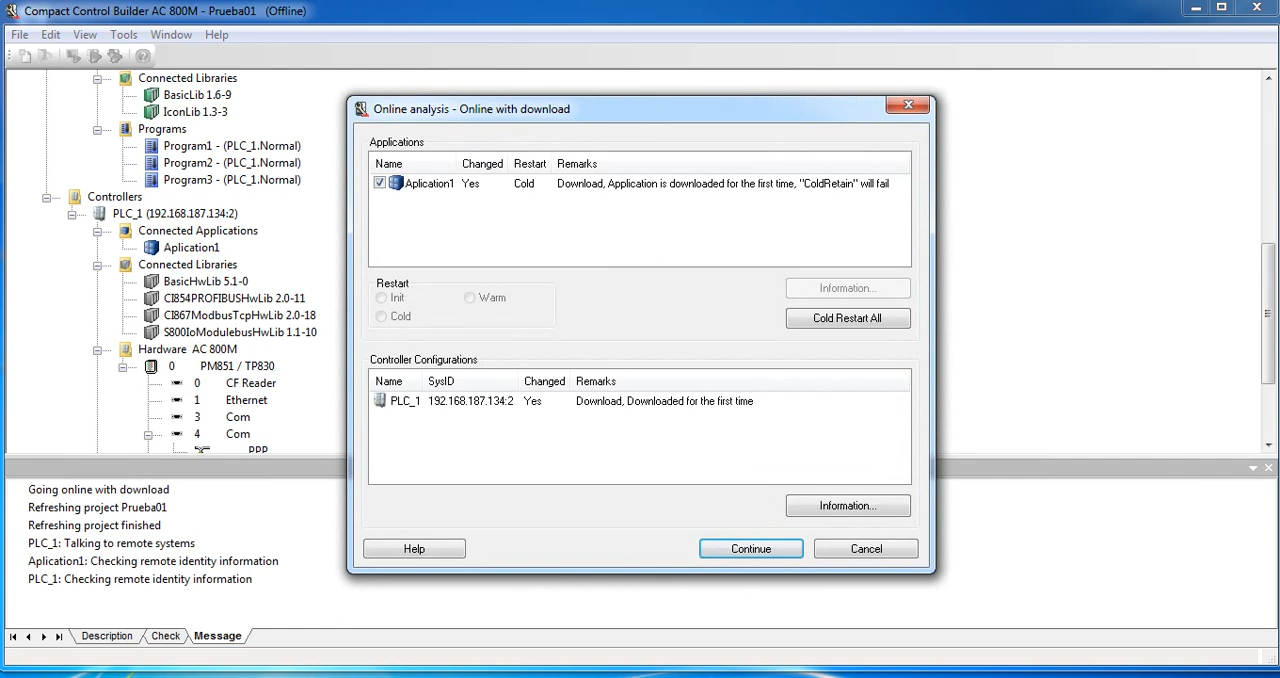 Compact Control Builder AC 800M - Prueba01 (Offline)
File Edit View Tools Window Help
Connected Libraries
BasicLib 1.6-9
IconLib 1.3-3
Programs
Program1 - (PLC_1.Normal)
Program2 - (PLC_1.Normal)
Program3 - (PLC_1.Normal)
Controllers
PLC_1 (192.168.187.134:2)
Connected Applications
Aplication1
Connected Libraries
BasicHwLib 5.1-0
CI854PROFIBUSHwLib 2.0-11
CI867ModbusTcpHwLib 2.0-18
S800IoModulebusHwLib 1.1-10
Hardware AC 800M
0 PM851 / TP830
0 CF Reader
1 Ethernet
3 Com
4 Com
PPP
Online analysis - Online with download
Applications
Name Changed Restart Remarks
Aplication1 Yes Cold Download, Application is downloaded for the first time, "ColdRetain" will fail
Restart
Init Warm
Cold
Information...
Cold Restart All
Controller Configurations
Name SysID Changed Remarks
PLC_1 192.168.187.134:2 Yes Download, Downloaded for the first time
Information...
Help Continue Cancel
Going online with download
Refreshing project Prueba01
Refreshing project finished
PLC_1: Talking to remote systems
Aplication1: Checking remote identity information
PLC_1: Checking remote identity information
Description Check Message